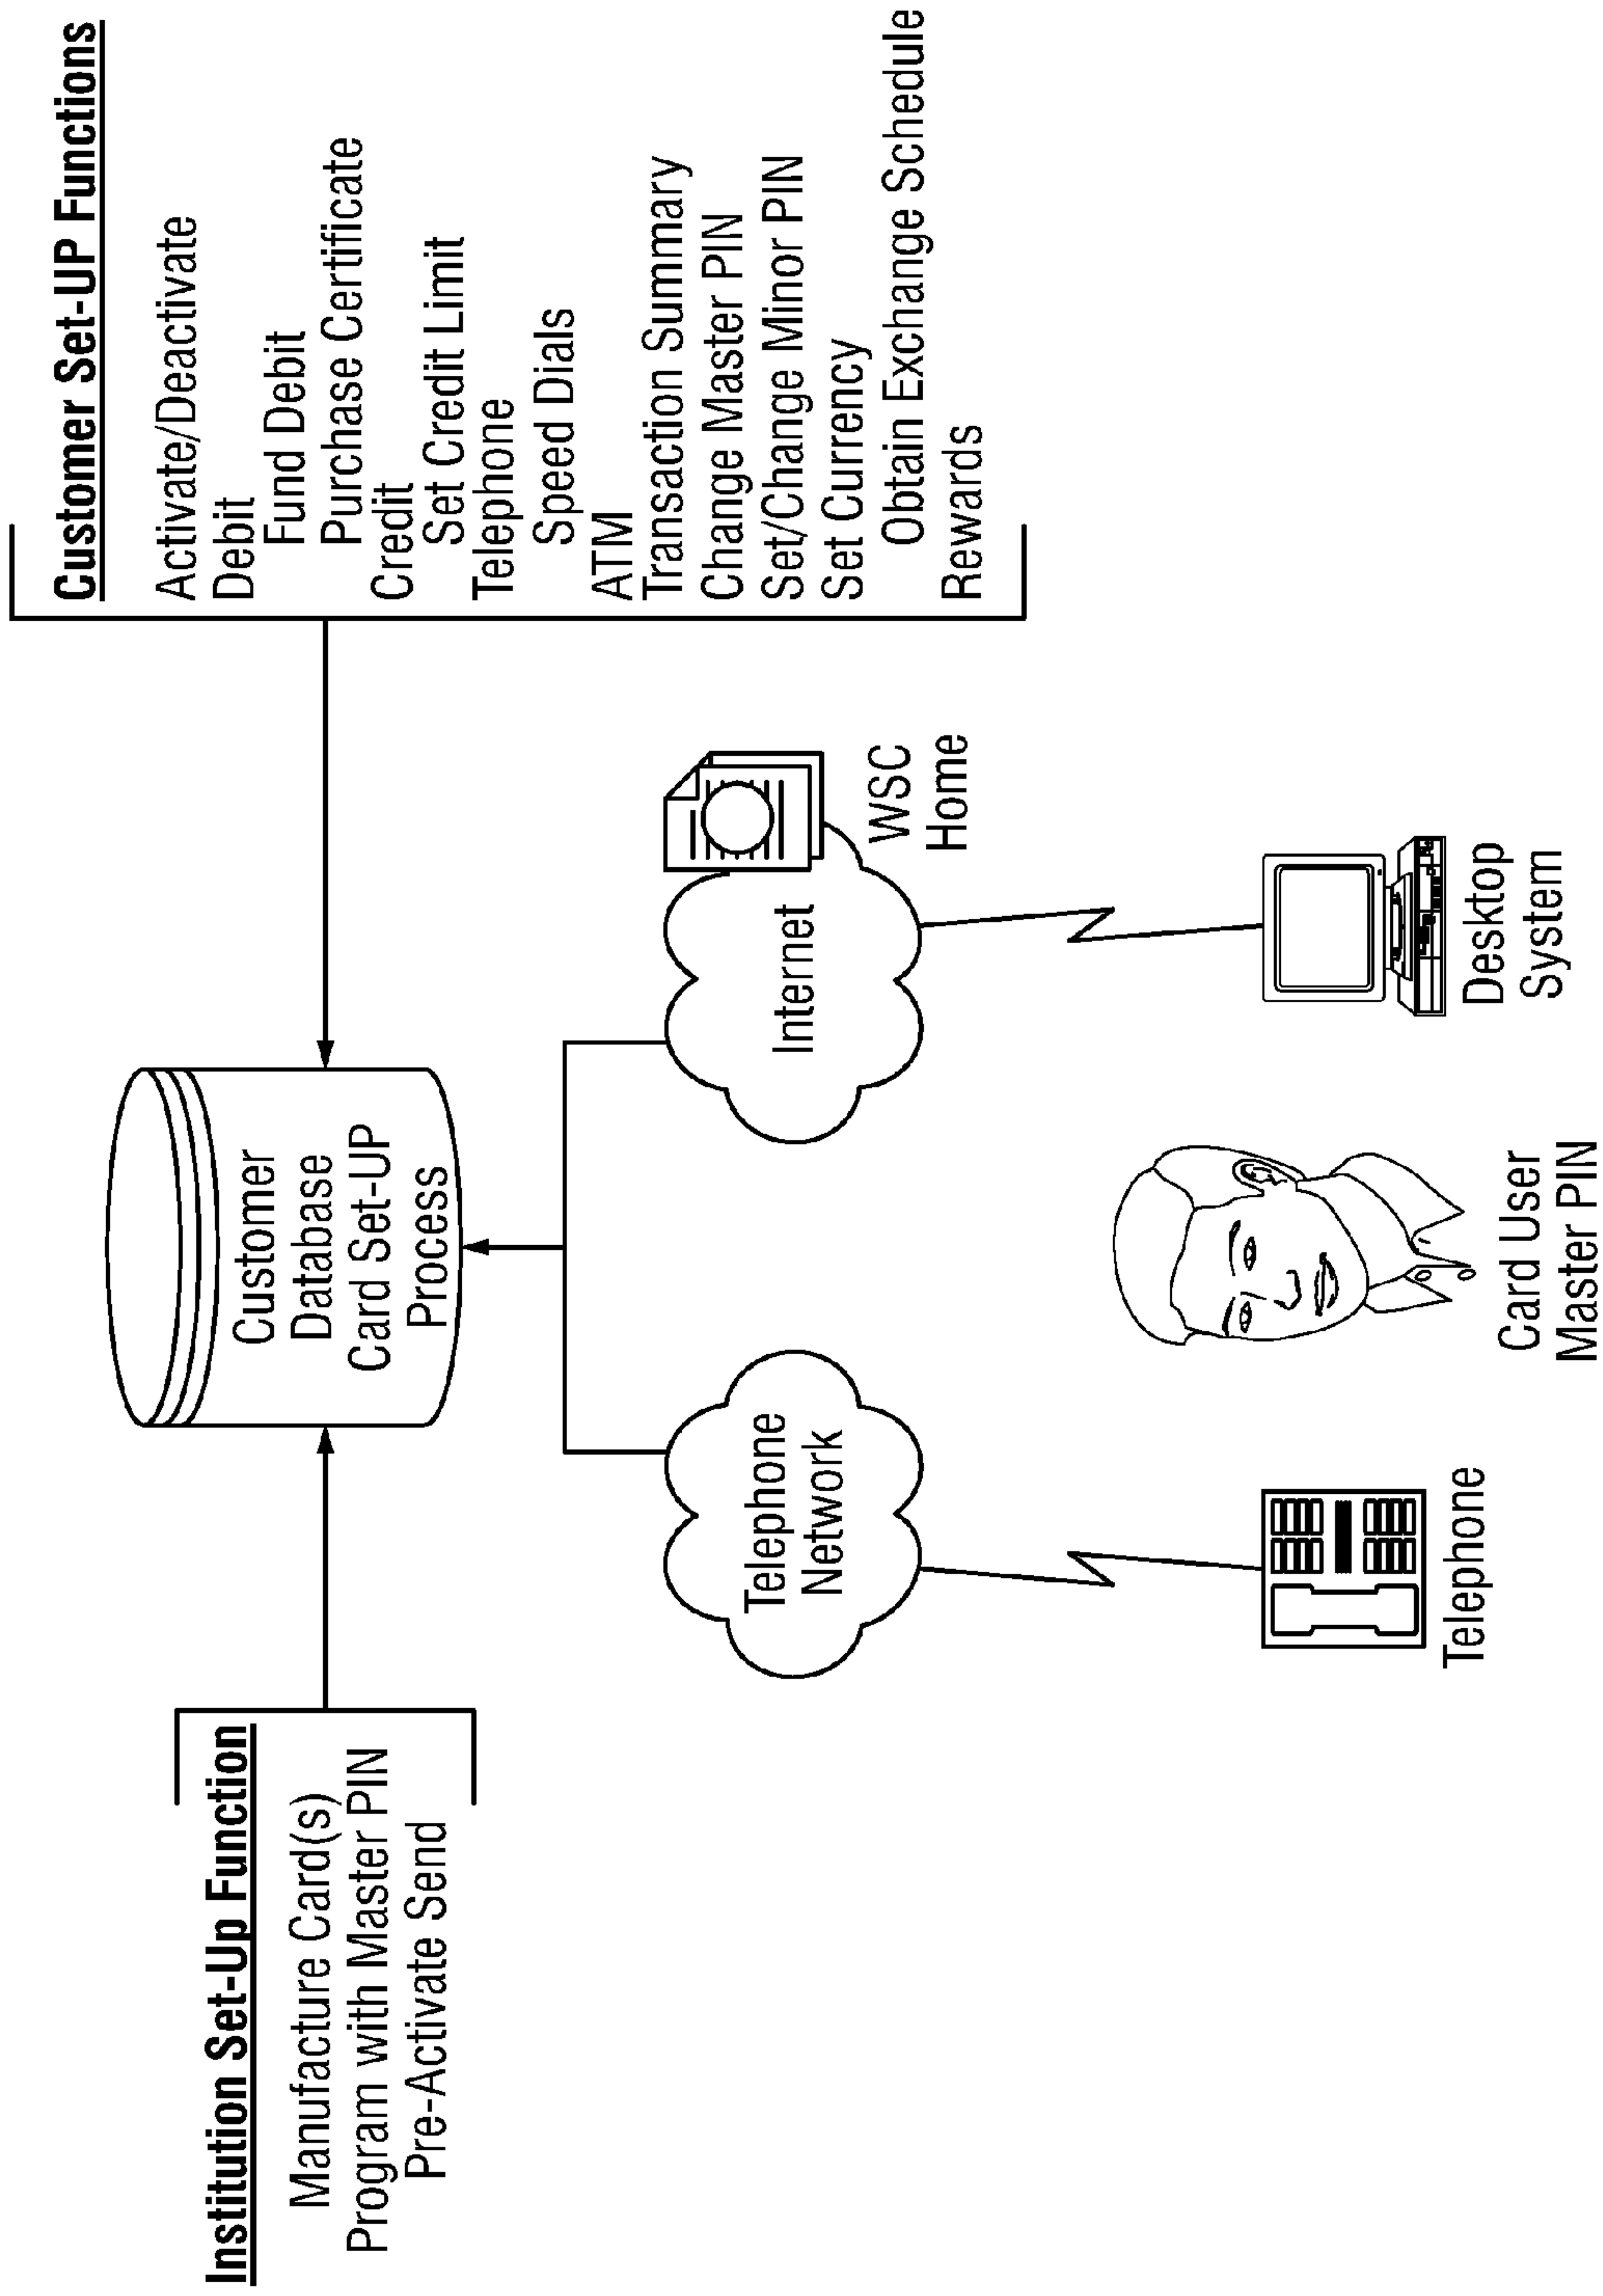 Institution Set-Up Function
Manufacture Card(s)
Program with Master PIN
Pre-Activate Send
Customer
Database
Card Set-UP
Process
Customer Set-UP Functions
Activate/Deactivate
Debit
Fund Debit
Purchase Certificate
Credit
Set Credit Limit
Telephone
Speed Dials
ATM
Transaction Summary
Change Master PIN
Set/Change Minor PIN
Set Currency
Obtain Exchange Schedule
Rewards
Telephone
Network
Internet
WSC
Home
Telephone
Card User
Master PIN
Desktop
System